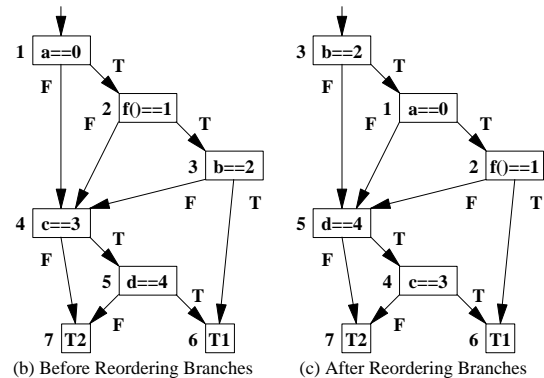 1 a==0
F T
2 f()==1
F T
3 b==2
F T
4 c==3
F T
5 d==4
F T
7 T2 6 T1
(b) Before Reordering Branches
3 b==2
F T
1 a==0
F T
2 f()==1
F T
5 d==4
F T
4 c==3
F T
7 T2 6 T1
(c) After Reordering Branches